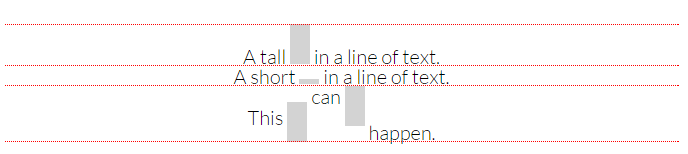 A tall in a line of text.
A short in a line of text.
This can happen.